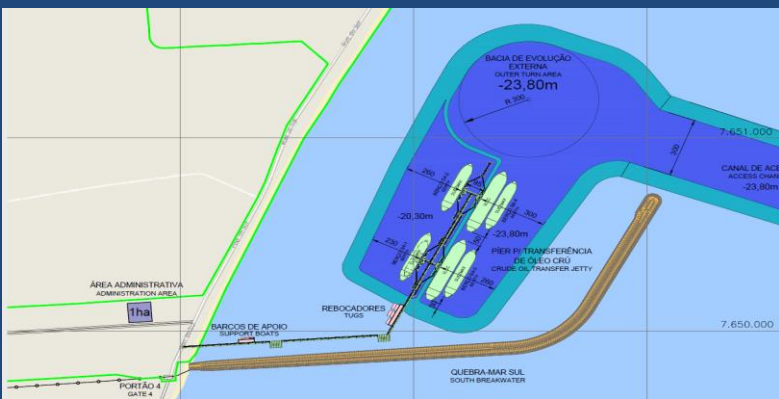 BACIA DE EVOLUÇÃO
EXTERNA
OUTER TURN AREA
-23,80m
R 300
7.651.000
300
CANAL DE ACE
ACCESS CHAN
-23,80m
260
-20,30m
300
-23,80m
230
PÍER P/ TRANSFERÊNCIA
DE ÓLEO CRÚ
CRUDE OIL TRANSFER JETTY
260
ÁREA ADMINISTRATIVA
ADMINISTRATION AREA
1ha
REBOCADORES
TUGS
BARCOS DE APOIO
SUPPORT BOATS
7.650.000
QUEBRA-MAR SUL
SOUTH BREAKWATER
PORTÃO 4
GATE 4